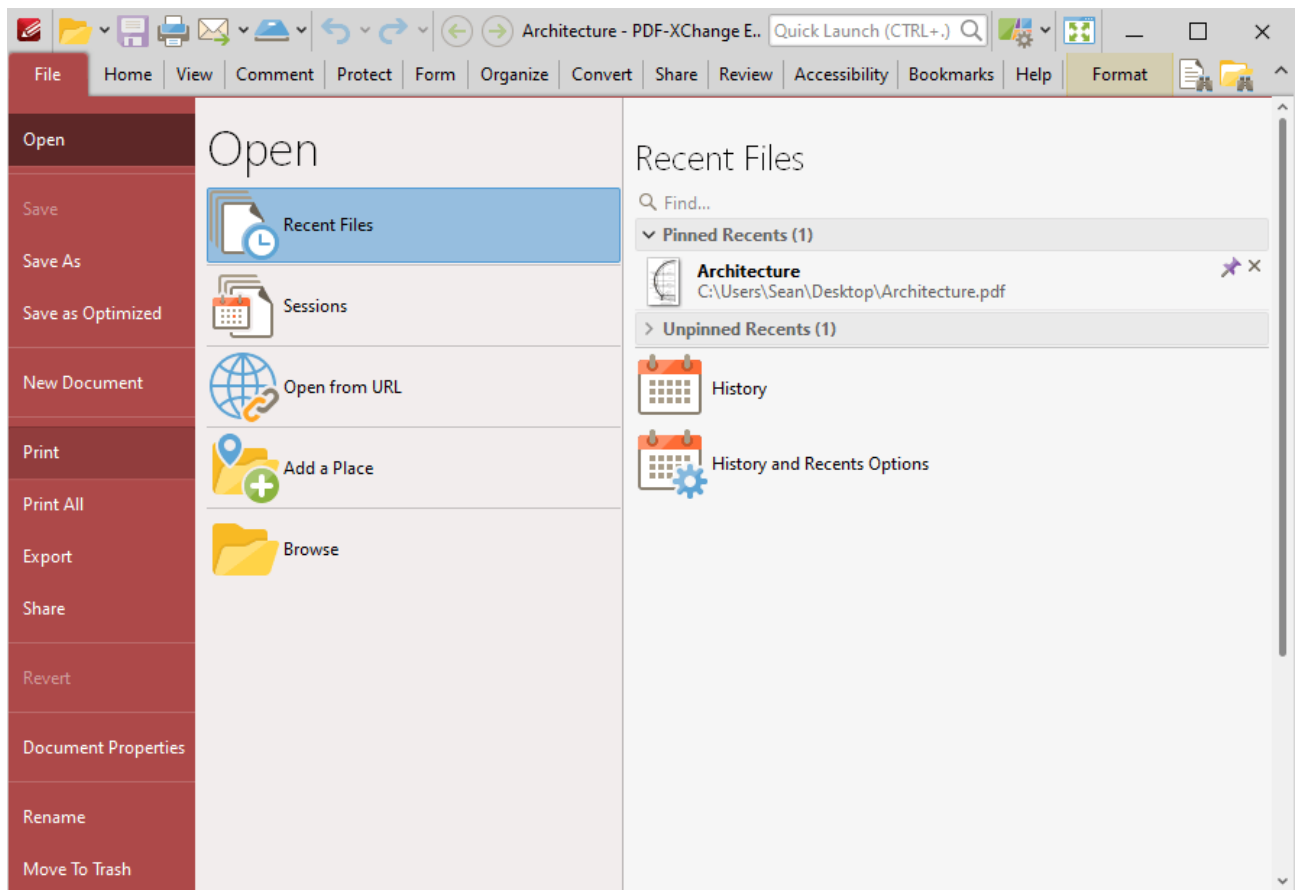 Architecture - PDF-XChange E..
Quick Launch (CTRL+.)
File Home View Comment Protect Form Organize Convert Share Review Accessibility Bookmarks Help Format
Open
Save
Save As
Save as Optimized
New Document
Print
Print All
Export
Share
Revert
Document Properties
Rename
Move To Trash
Open
Recent Files
Sessions
Open from URL
Add a Place
Browse
Recent Files
Find...
Pinned Recents (1)
Architecture
C:\Users\Sean\Desktop\Architecture.pdf
Unpinned Recents (1)
History
History and Recents Options